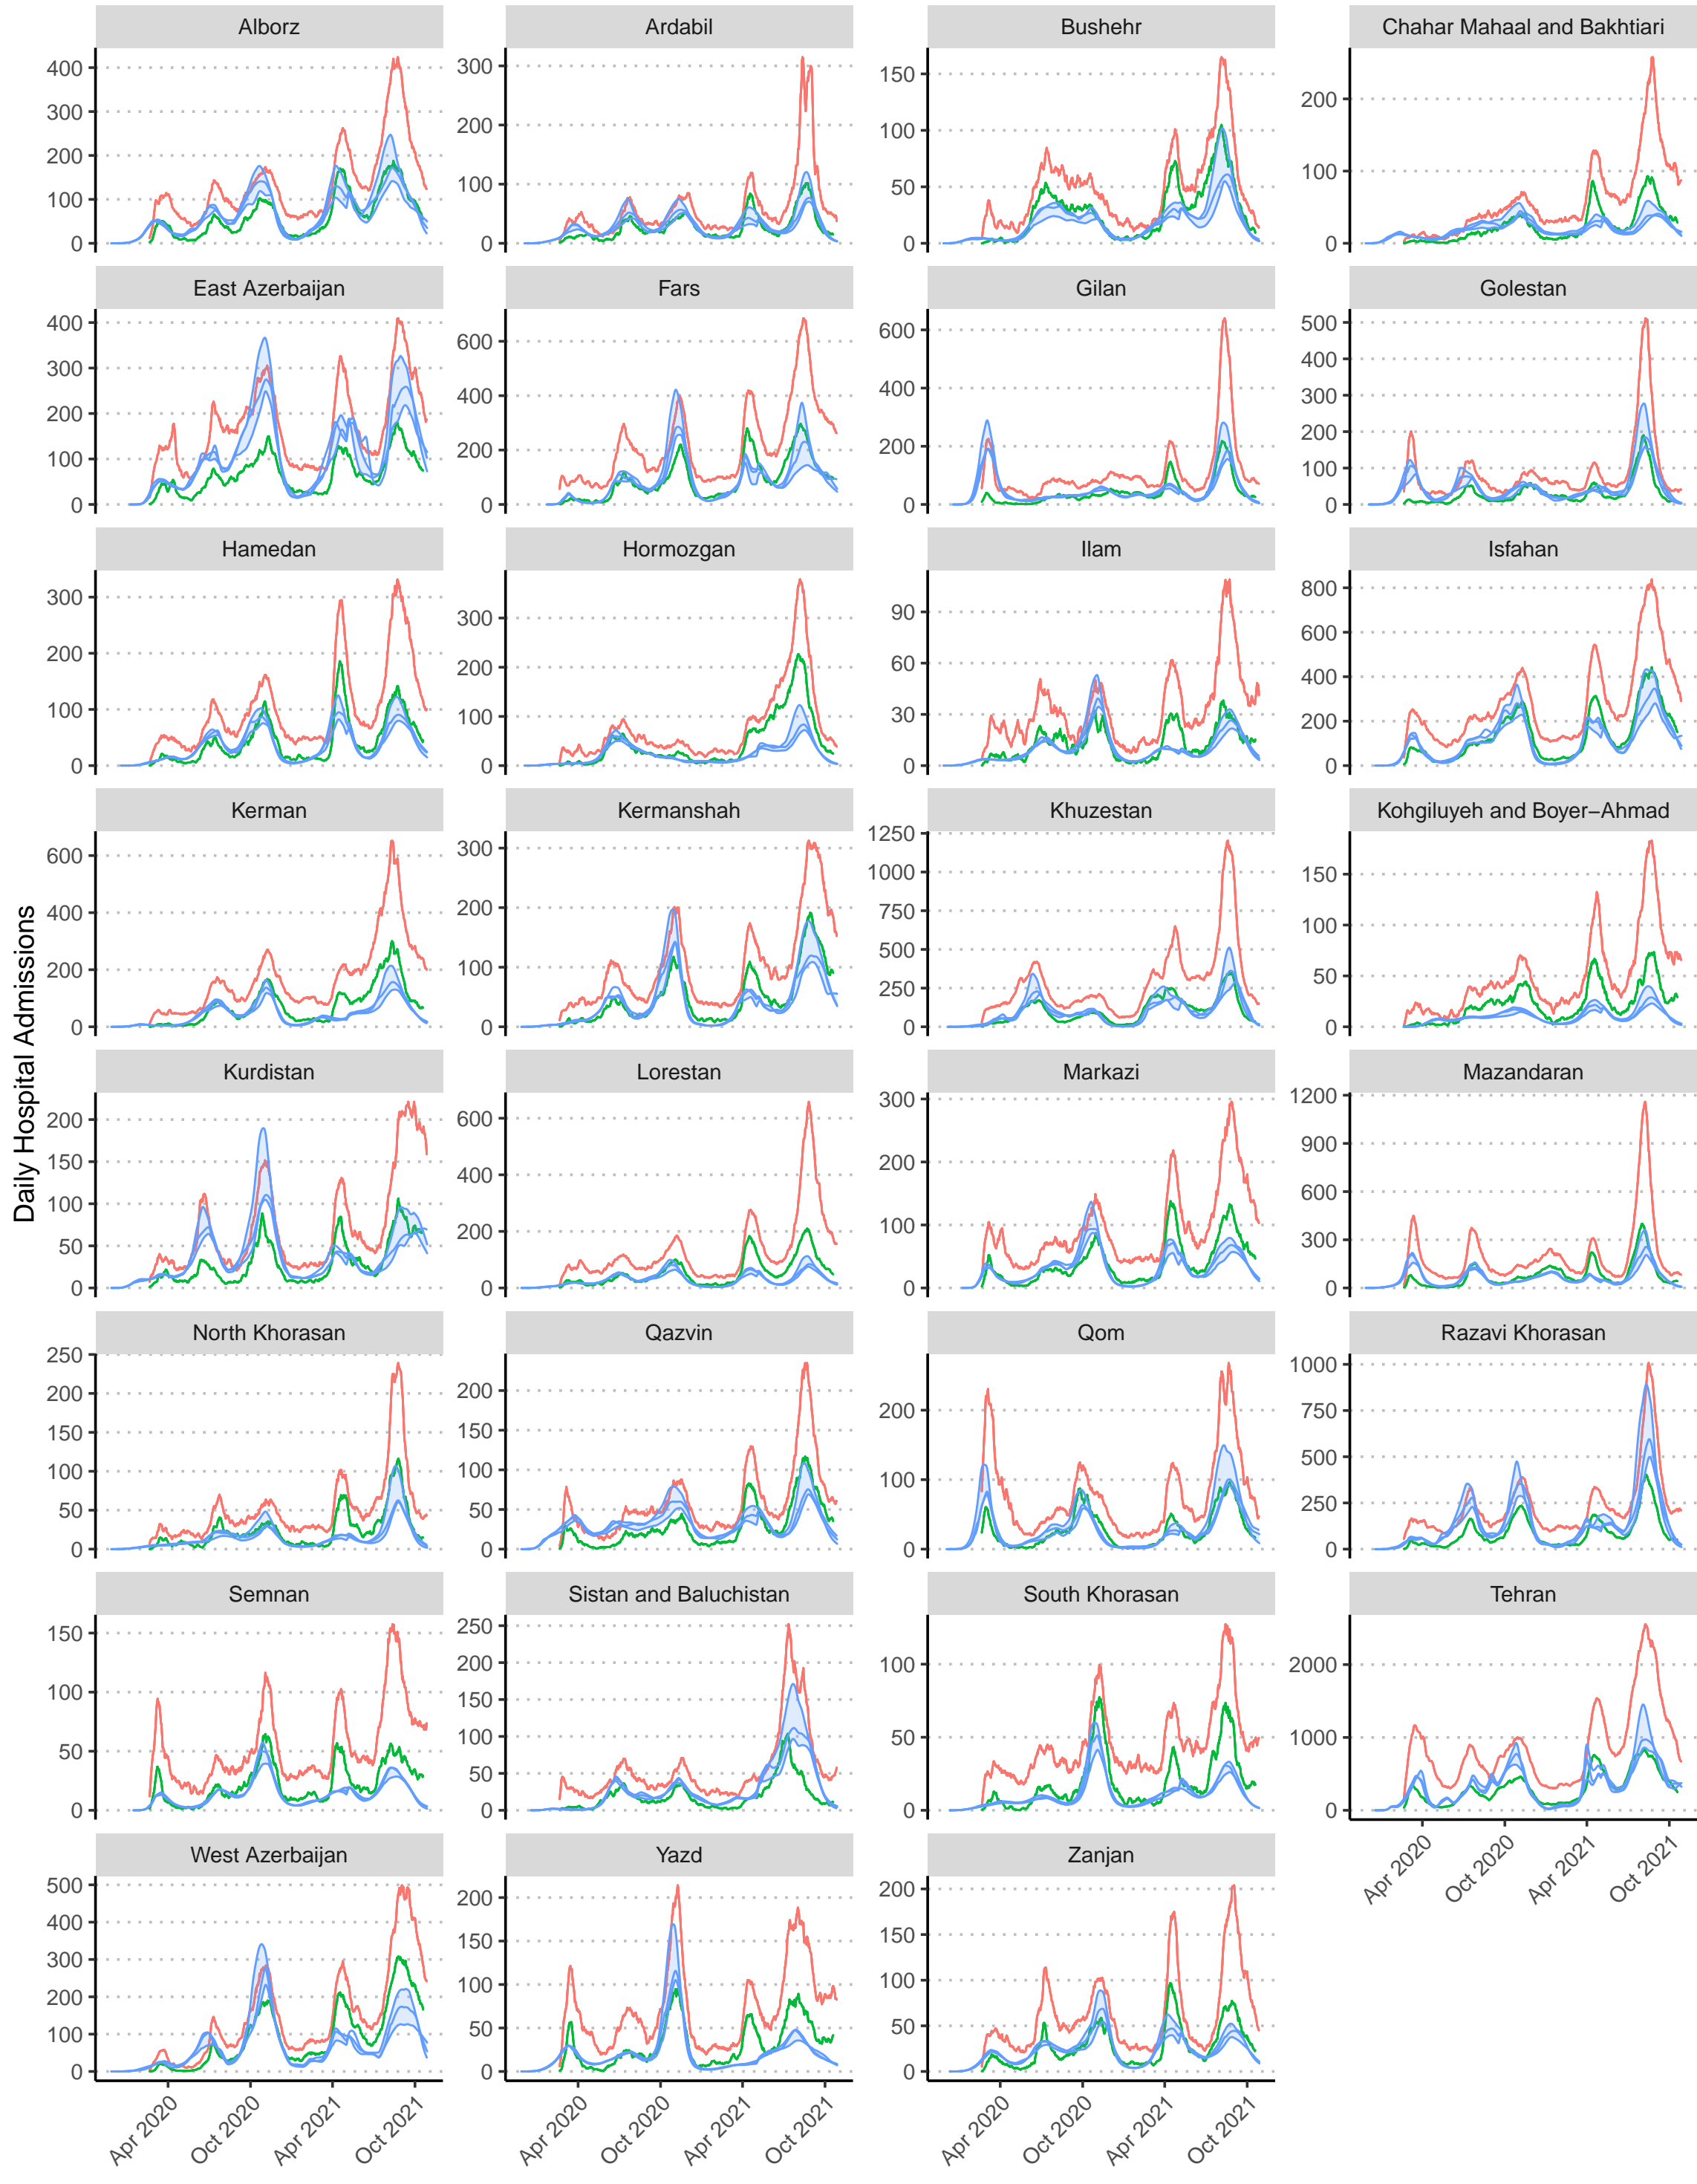 Daily Hospital Admissions
Alborz
400
300
200
100
0
Ardabil
300
200
100
0
Bushehr
150
100
50
0
Chahar Mahaal and Bakhtiari
200
100
0
East Azerbaijan
400
300
200
100
0
Fars
600
400
200
0
Gilan
600
400
200
0
Golestan
500
400
300
200
100
0
Hamedan
300
200
100
0
Hormozgan
300
200
100
0
Ilam
90
60
30
0
Isfahan
800
600
400
200
0
Kerman
600
400
200
0
Kermanshah
300
200
100
0
Khuzestan
1250
1000
750
500
250
0
Kohgiluyeh and Boyer−Ahmad
150
100
50
0
Kurdistan
200
150
100
50
0
Lorestan
600
400
200
0
Markazi
300
200
100
0
Mazandaran
1200
900
600
300
0
North Khorasan
250
200
150
100
50
0
Qazvin
200
150
100
50
0
Qom
200
100
0
Razavi Khorasan
1000
750
500
250
0
Semnan
150
100
50
0
Sistan and Baluchistan
250
200
150
100
50
0
South Khorasan
100
50
0
Tehran
2000
1000
0
Apr 2020
Oct 2020
Apr 2021
Oct 2021
West Azerbaijan
500
400
300
200
100
0
Apr 2020
Oct 2020
Apr 2021
Oct 2021
Yazd
200
150
100
50
0
Apr 2020
Oct 2020
Apr 2021
Oct 2021
Zanjan
200
150
100
50
0
Apr 2020
Oct 2020
Apr 2021
Oct 2021